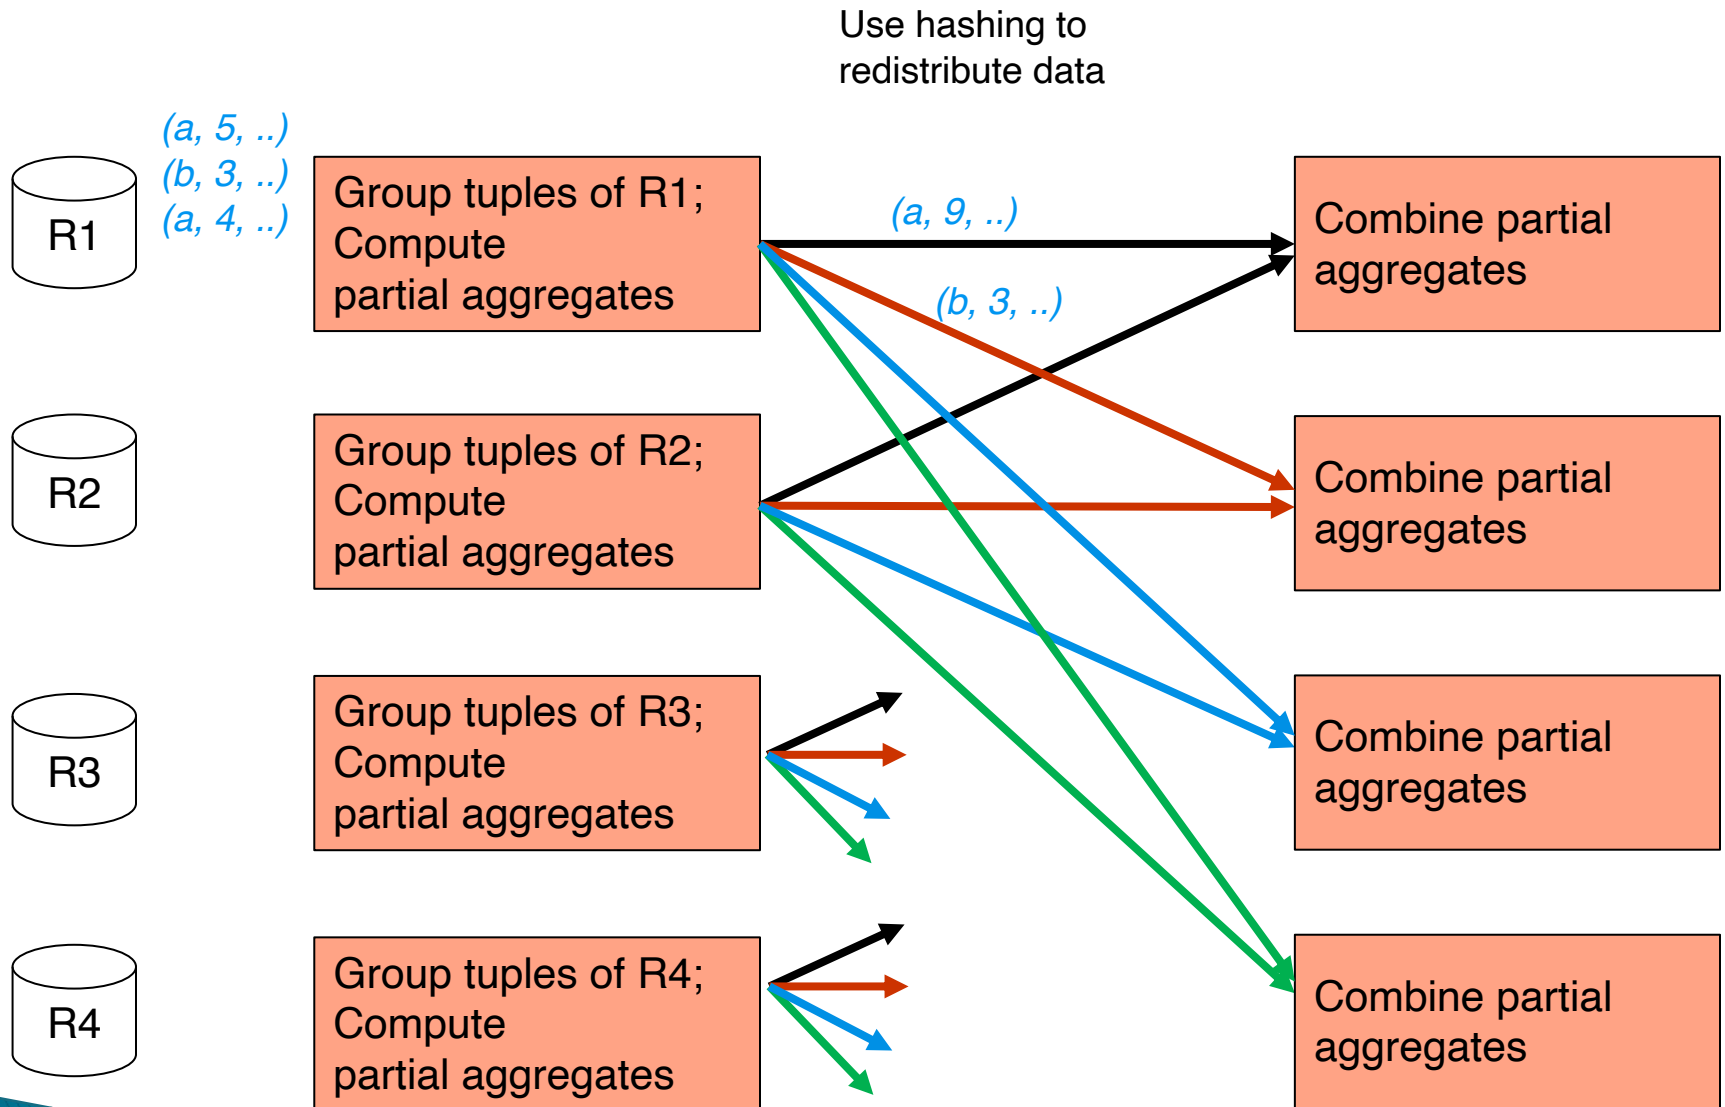 Use hashing to
redistribute data
(a, 5, ..)
(b, 3, ..)
(a, 4, ..)
R1
Group tuples of R1;
Compute
partial aggregates
(a, 9, ..)
(b, 3, ..)
Combine partial
aggregates
R2
Group tuples of R2;
Compute
partial aggregates
Combine partial
aggregates
R3
Group tuples of R3;
Compute
partial aggregates
Combine partial
aggregates
R4
Group tuples of R4;
Compute
partial aggregates
Combine partial
aggregates